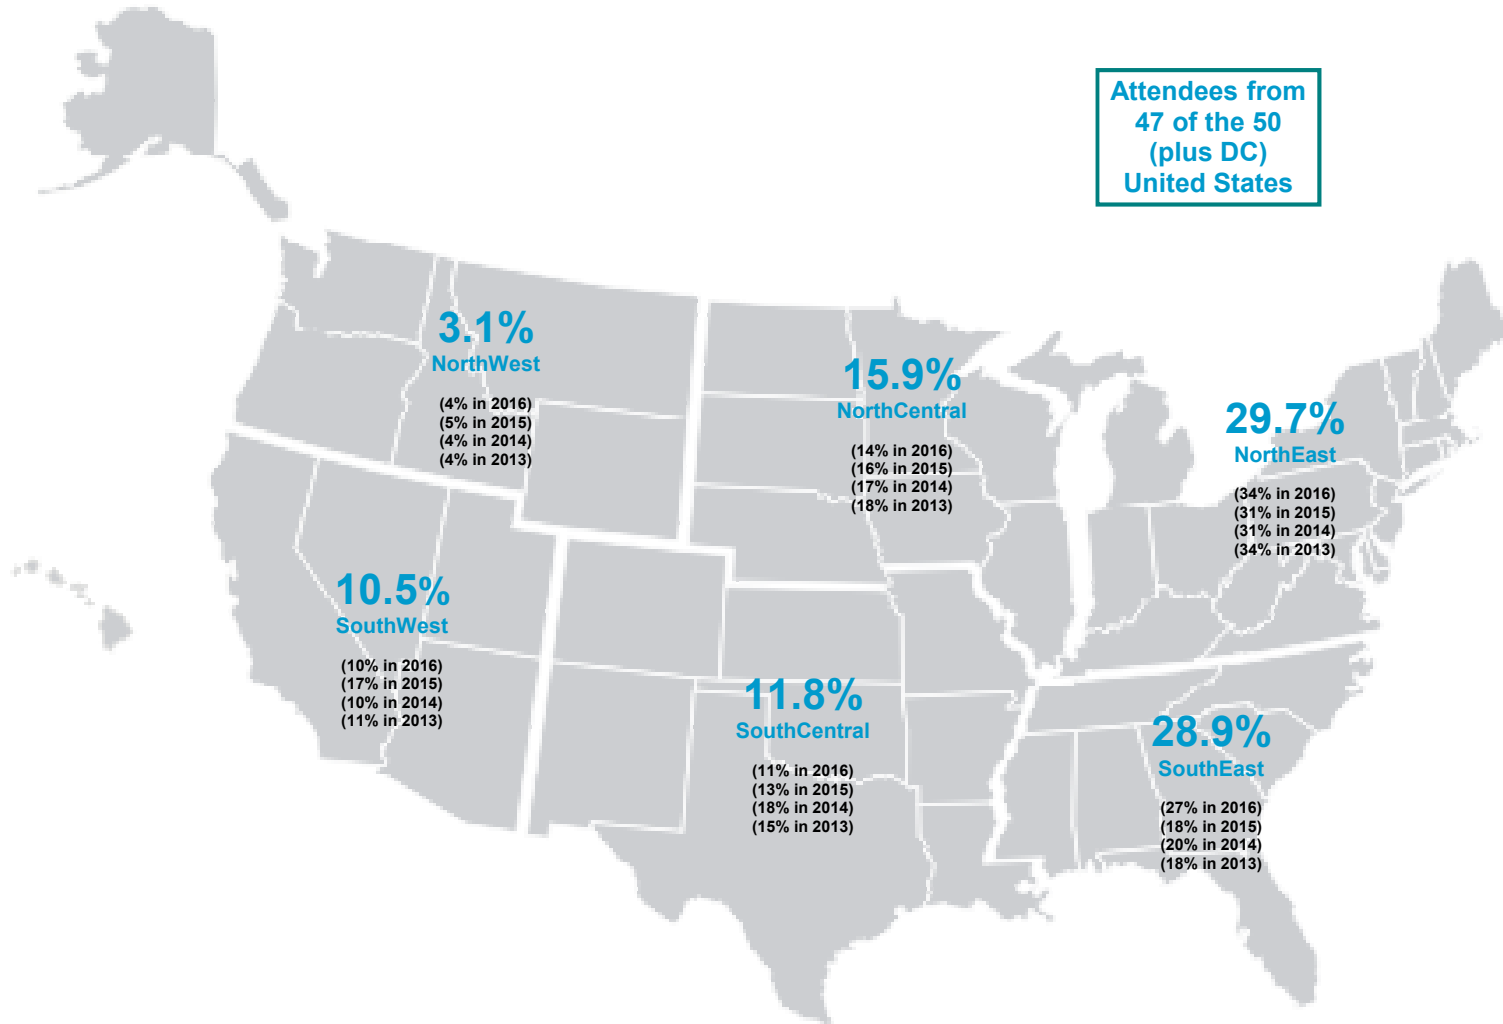 Attendees from
47 of the 50
(plus DC)
United States
3.1%
NorthWest
(4% in 2016)
(5% in 2015)
(4% in 2014)
(4% in 2013)
15.9%
NorthCentral
(14% in 2016)
(16% in 2015)
(17% in 2014)
(18% in 2013)
29.7%
NorthEast
(34% in 2016)
(31% in 2015)
(31% in 2014)
(34% in 2013)
10.5%
SouthWest
(10% in 2016)
(17% in 2015)
(10% in 2014)
(11% in 2013)
11.8%
SouthCentral
(11% in 2016)
(13% in 2015)
(18% in 2014)
(15% in 2013)
28.9%
SouthEast
(27% in 2016)
(18% in 2015)
(20% in 2014)
(18% in 2013)